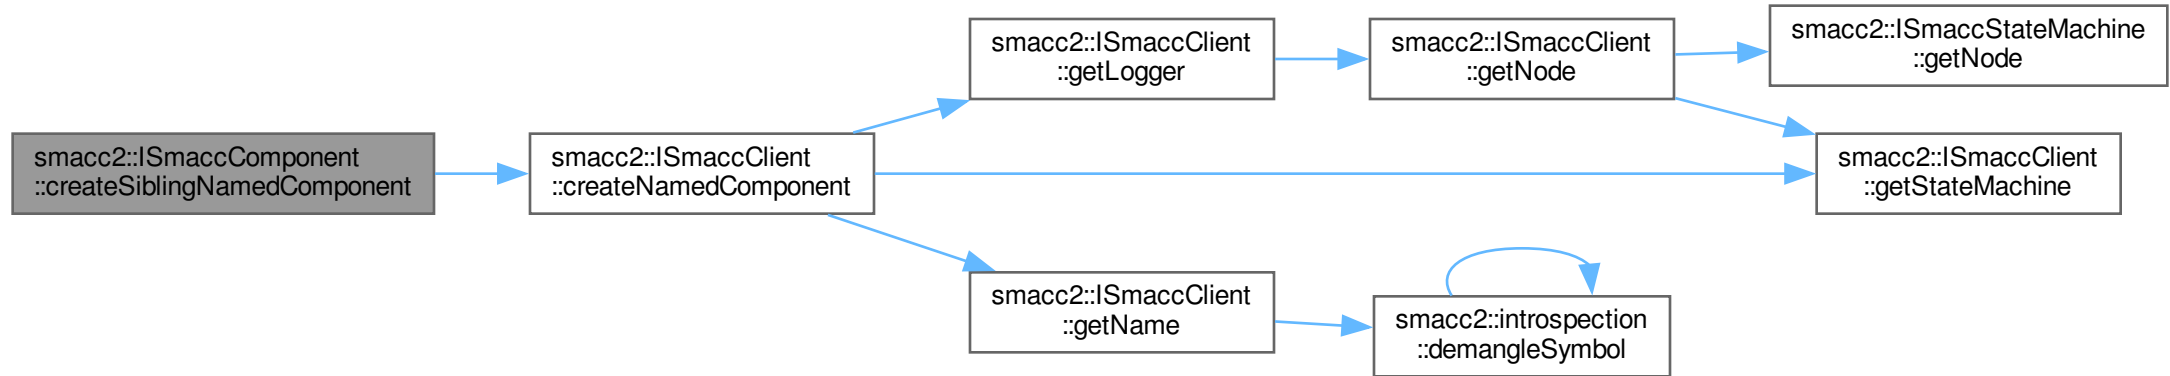 smacc2::ISmaccComponent
::createSiblingNamedComponent
smacc2::ISmaccClient
::createNamedComponent
smacc2::ISmaccClient
::getLogger
smacc2::ISmaccClient
::getNode
smacc2::ISmaccStateMachine
::getNode
smacc2::ISmaccClient
::getStateMachine
smacc2::ISmaccClient
::getName
smacc2::introspection
::demangleSymbol